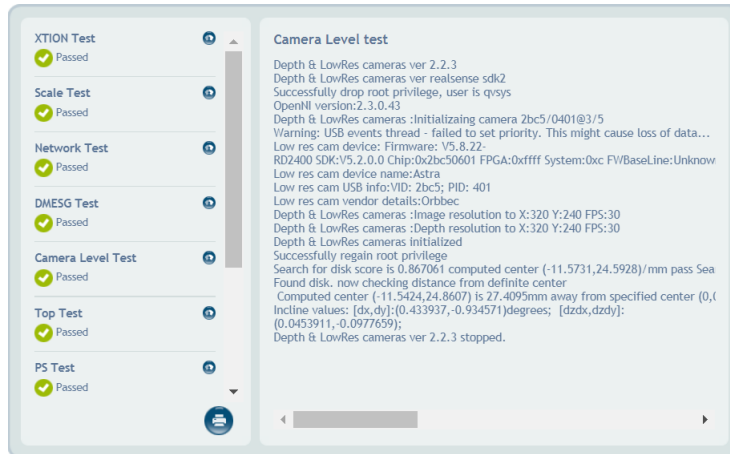 XTION Test
Passed
Scale Test
Passed
Network Test
Passed
DMESG Test
Passed
Camera Level Test
Passed
Top Test
Passed
PS Test
Passed
Camera Level test
Depth & LowRes cameras ver 2.2.3
Depth & LowRes cameras ver realsense sdk2
Successfully drop root privilege, user is qvsys
OpenNI version:2.3.0.43
Depth & LowRes cameras :Initializaing camera 2bc5/0401@3/5
Warning: USB events thread - failed to set priority. This might cause loss of data...
Low res cam device: Firmware: V5.8.22-
RD2400 SDK:V5.2.0.0 Chip:0x2bc50601 FPGA:0xffff System:0xc FWBaseLine:Unknow
Low res cam device name:Astra
Low res cam USB info:VID: 2bc5; PID: 401
Low res cam vendor details:Orbbec
Depth & LowRes cameras :Image resolution to X:320 Y:240 FPS:30
Depth & LowRes cameras :Depth resolution to X:320 Y:240 FPS:30
Depth & LowRes cameras initialized
Successfully regain root privilege
Search for disk score is 0.867061 computed center (-11.5731,24.5928)/mm pass Sea
Found disk. now checking distance from definite center
Computed center (-11.5424,24.8607) is 27.4095mm away from specified center (0,0
Incline values: [dx,dy]:(0.433937,-0.934571)degrees; [dzdx,dzdy]:
(0.0453911,-0.0977659);
Depth & LowRes cameras ver 2.2.3 stopped.